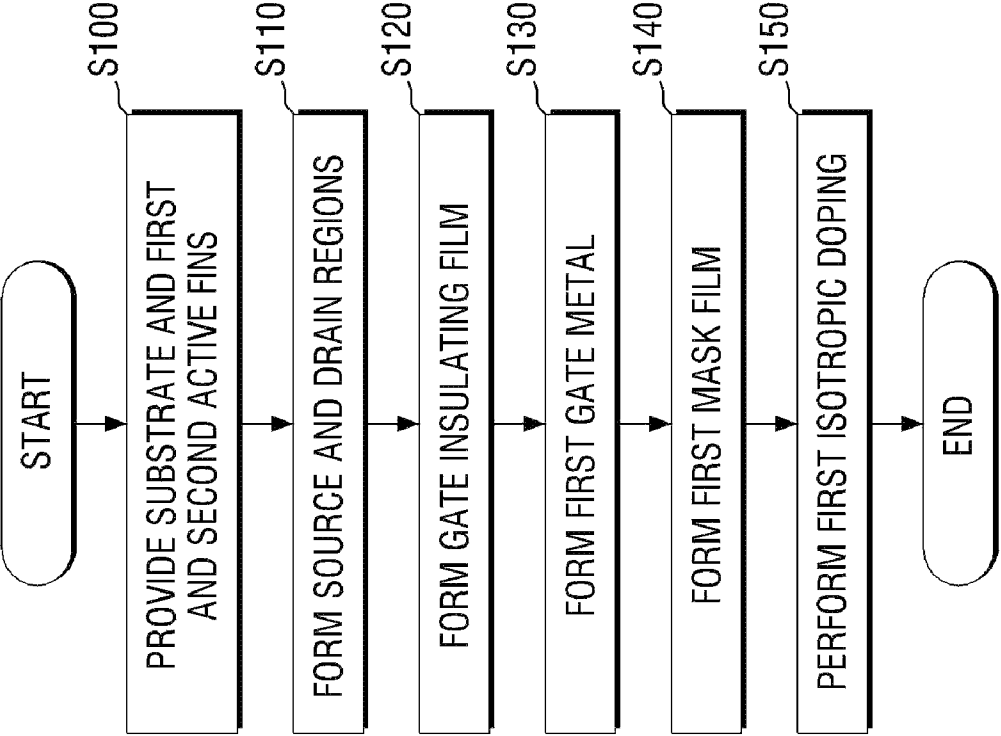 START
S100
PROVIDE SUBSTRATE AND FIRST
AND SECOND ACTIVE FINS
S110
FORM SOURCE AND DRAIN REGIONS
S120
FORM GATE INSULATING FILM
S130
FORM FIRST GATE METAL
S140
FORM FIRST MASK FILM
S150
PERFORM FIRST ISOTROPIC DOPING
END